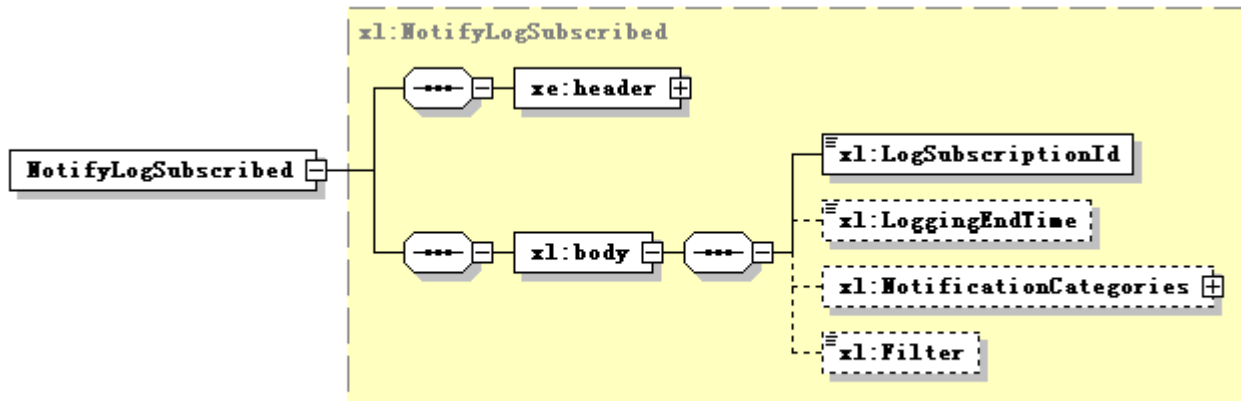 xl:NotifyLogSubscribed
xe:header
xl:LogSubscriptionId
NotifyLogSubscribed
xl:LoggingEndTime
xl:body
xl:NotificationCategories
xl:Filter